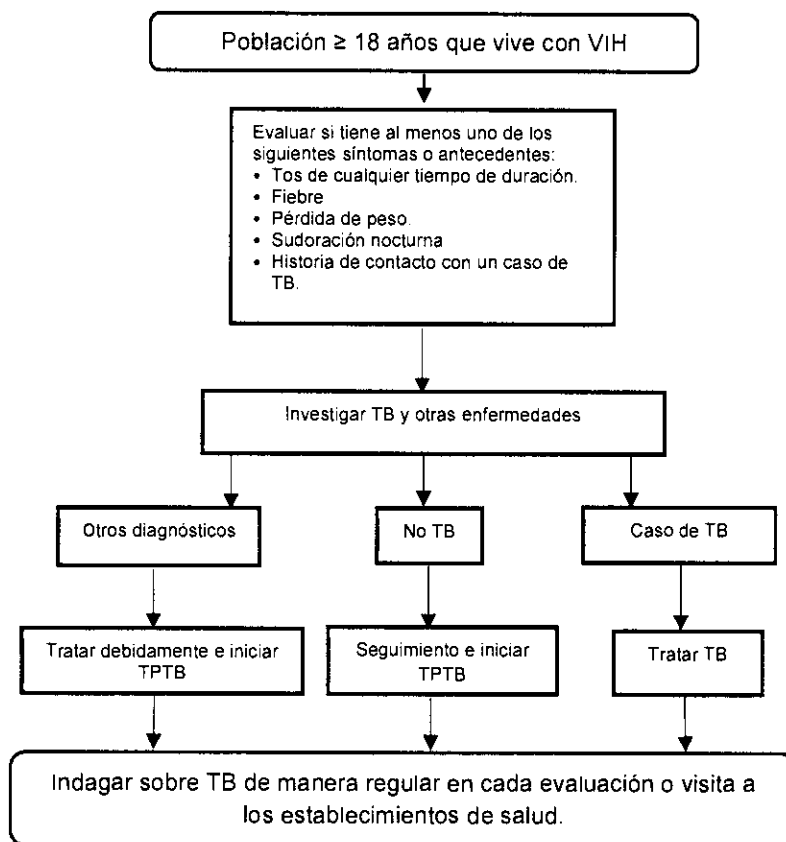 Población ≥ 18 años que vive con VIH
Evaluar si tiene al menos uno de los
siguientes síntomas o antecedentes:
• Tos de cualquier tiempo de duración.
• Fiebre
• Pérdida de peso.
• Sudoración nocturna
• Historia de contacto con un caso de
TB.
Investigar TB y otras enfermedades
Otros diagnósticos
No TB
Caso de TB
Tratar debidamente e iniciar
TPTB
Seguimiento e iniciar
TPTB
Tratar TB
Indagar sobre TB de manera regular en cada evaluación o visita a
los establecimientos de salud.